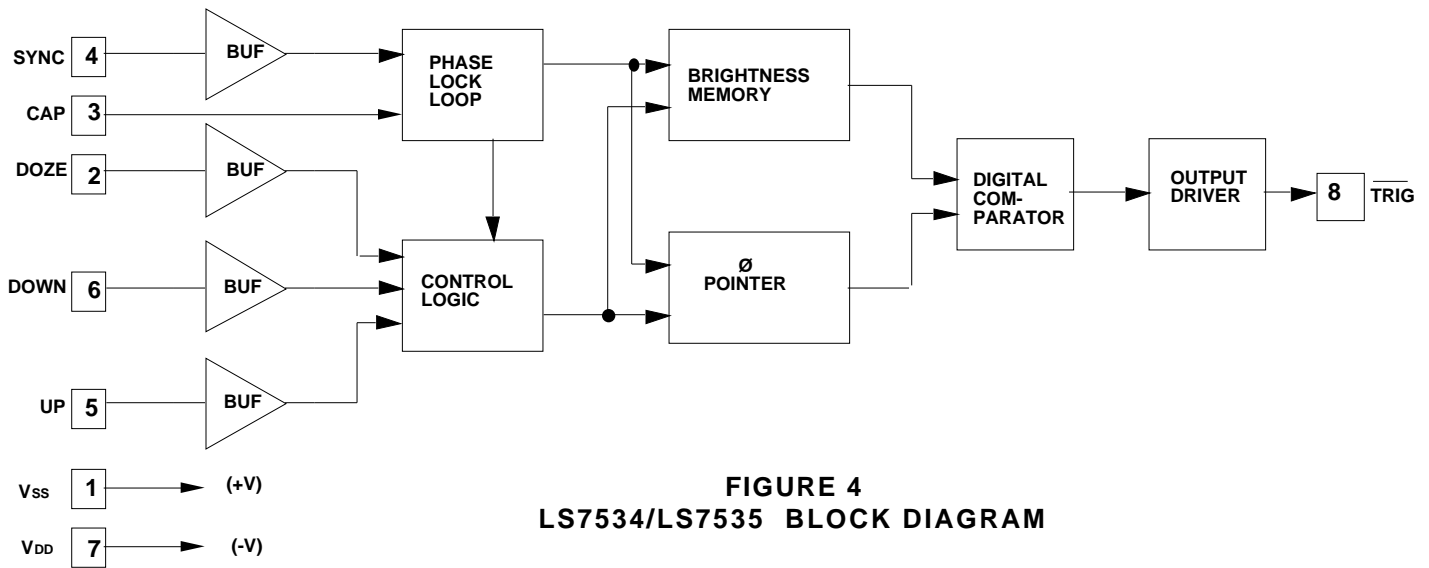 SYNC 4 BUF
CAP 3
DOZE 2 BUF
DOWN 6 BUF
UP 5 BUF
VSS 1 (+V)
VDD 7 (-V)
PHASE
LOCK
LOOP
CONTROL
LOGIC
BRIGHTNESS
MEMORY
Ø
POINTER
DIGITAL
COM-
PARATOR
OUTPUT
DRIVER
8 TRIG
FIGURE 4
LS7534/LS7535 BLOCK DIAGRAM